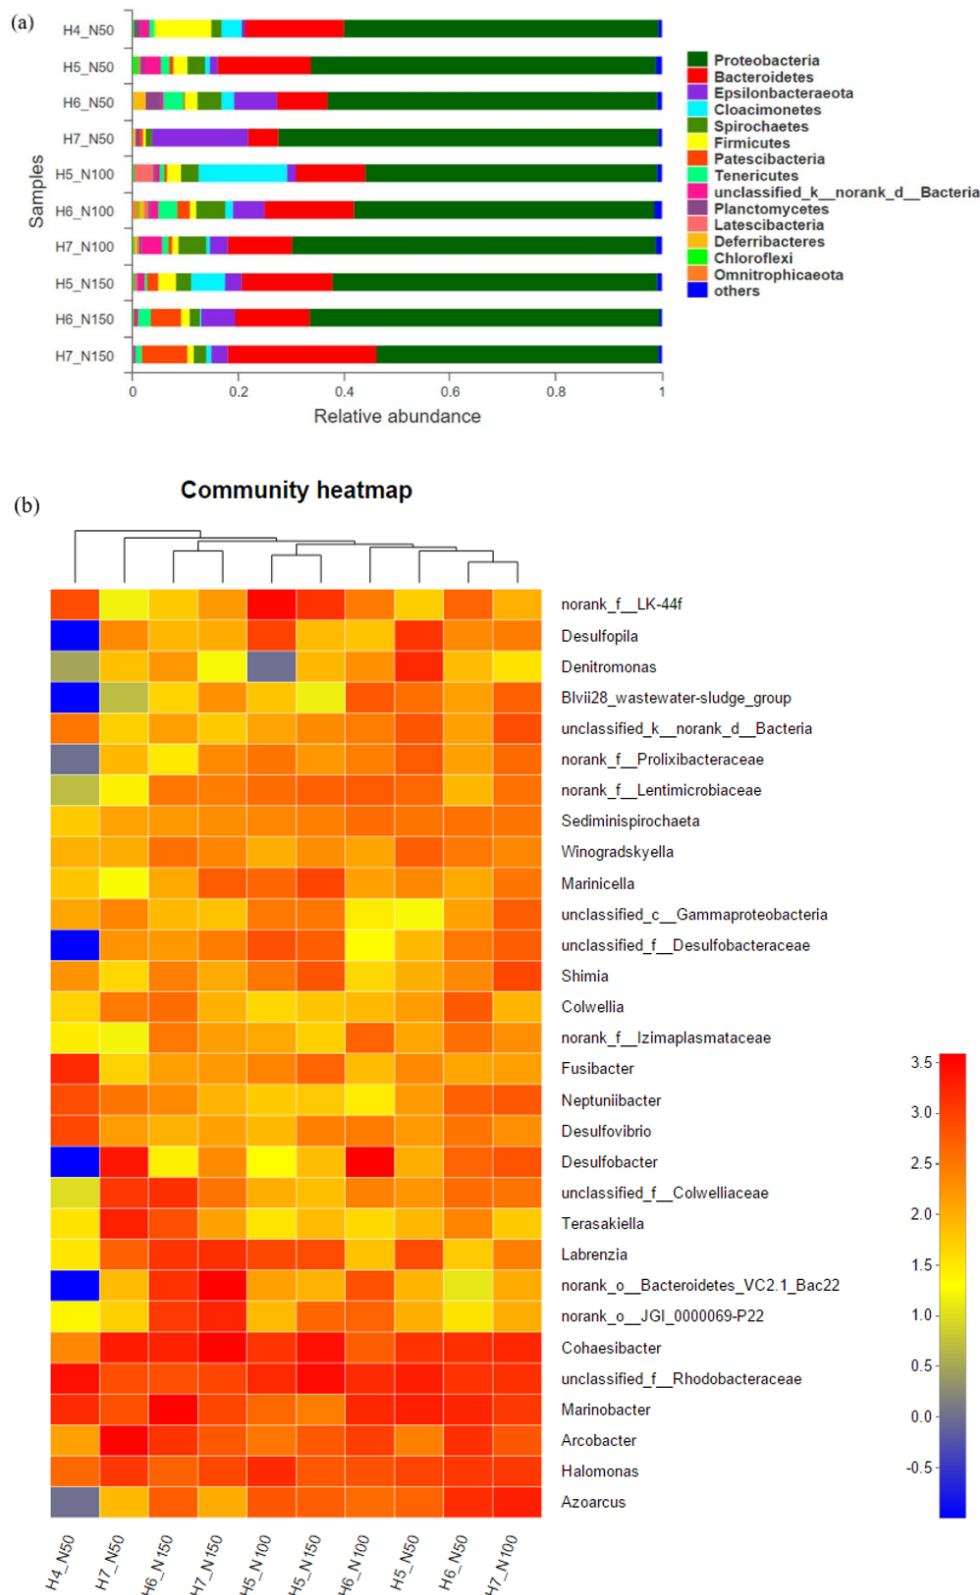 (a)
H4_N50
H5_N50
H6_N50
H7_N50
H5_N100
H6_N100
H7_N100
H5_N150
H6_N150
H7_N150
Samples
0 0.2 0.4 0.6 0.8 1
Relative abundance
Proteobacteria
Bacteroidetes
Epsilonbacteraeota
Cloacimonetes
Spirochaetes
Firmicutes
Patescibacteria
Tenericutes
unclassified_k__norank_d__Bacteria
Planctomycetes
Latescibacteria
Deferribacteres
Chloroflexi
Omnitrophicaeota
others
(b)
Community heatmap
norank_f__LK-44f
Desulfopila
Denitromonas
Blvii28_wastewater-sludge_group
unclassified_k__norank_d__Bacteria
norank_f__Prolixibacteraceae
norank_f__Lentimicrobiaceae
Sediminispirochaeta
Winogradskyella
Marinicella
unclassified_c__Gammaproteobacteria
unclassified_f__Desulfobacteraceae
Shimia
Colwellia
norank_f__Izimaplasmataceae
Fusibacter
Neptuniibacter
Desulfovibrio
Desulfobacter
unclassified_f__Colwelliaceae
Terasakiella
Labrenzia
norank_o__Bacteroidetes_VC2.1_Bac22
norank_o__JGI_0000069-P22
Cohaesibacter
unclassified_f__Rhodobacteraceae
Marinobacter
Arcobacter
Halomonas
Azoarcus
3.5
3.0
2.5
2.0
1.5
1.0
0.5
0.0
-0.5
H4_N50
H7_N50
H6_N150
H7_N150
H5_N100
H5_N150
H6_N100
H5_N50
H6_N50
H7_N100